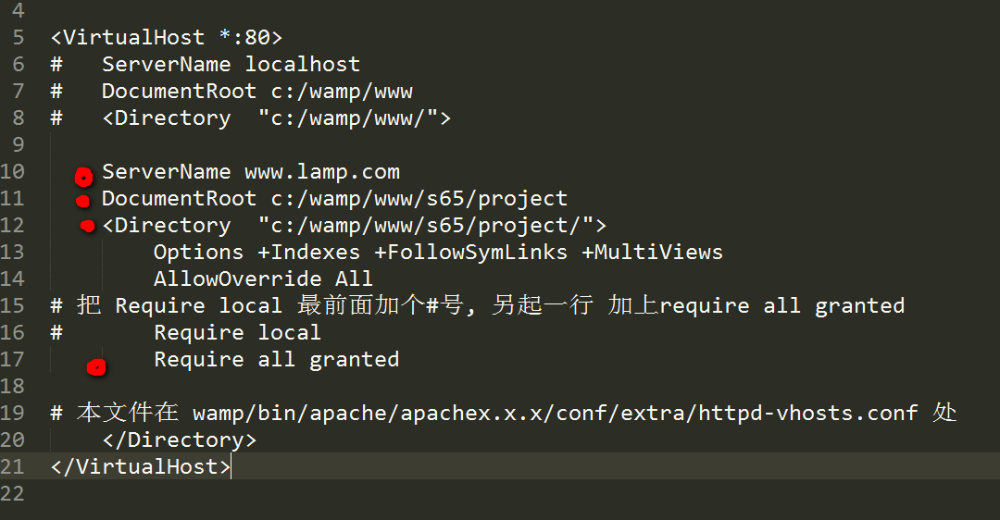 4
5 <VirtualHost *:80>
6 #   ServerName localhost
7 #   DocumentRoot c:/wamp/www
8 #   <Directory  "c:/wamp/www/">
9
10     ServerName www.lamp.com
11     DocumentRoot c:/wamp/www/s65/project
12     <Directory  "c:/wamp/www/s65/project/">
13         Options +Indexes +FollowSymLinks +MultiViews
14         AllowOverride All
15 # 把 Require local 最前面加个#号, 另起一行 加上require all granted
16 #       Require local
17         Require all granted
18
19 # 本文件在 wamp/bin/apache/apachex.x.x/conf/extra/httpd-vhosts.conf 处
20     </Directory>
21 </VirtualHost>
22